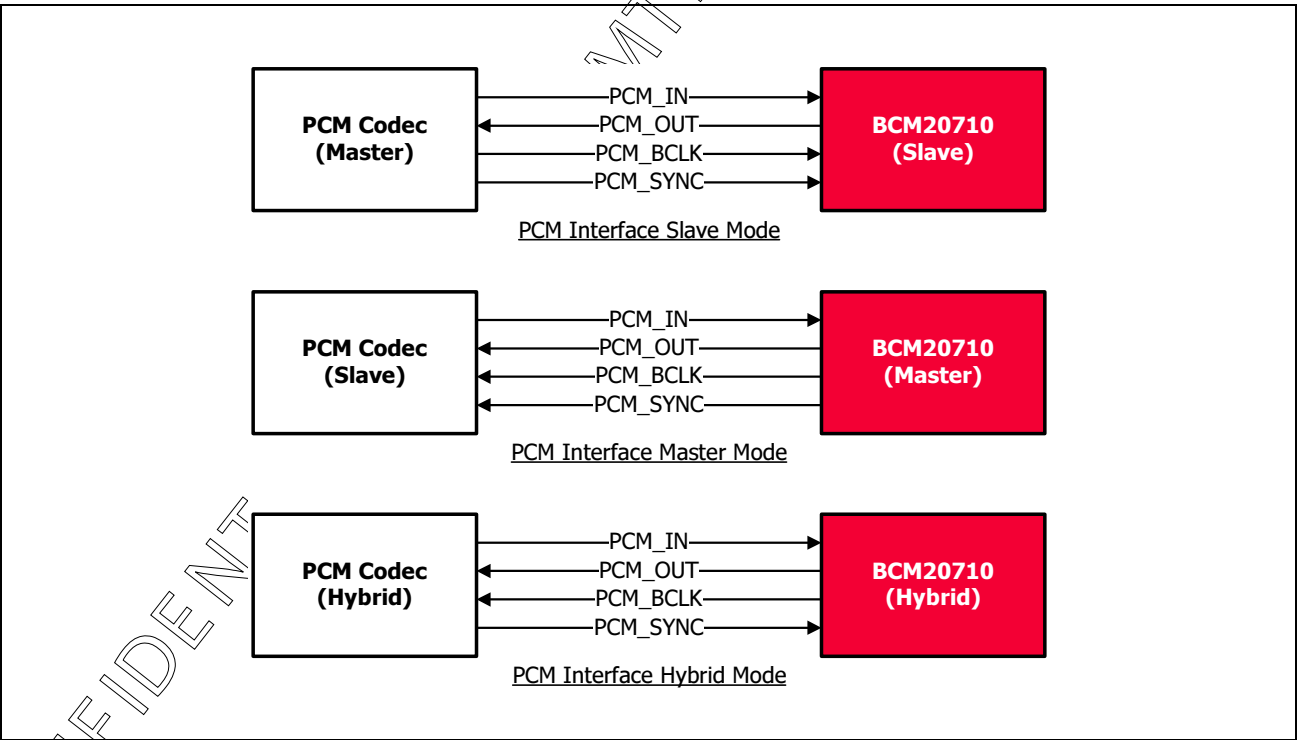 PCM Codec
(Master)
PCM_IN
PCM_OUT
PCM_BCLK
PCM_SYNC
BCM20710
(Slave)
PCM Interface Slave Mode
PCM Codec
(Slave)
PCM_IN
PCM_OUT
PCM_BCLK
PCM_SYNC
BCM20710
(Master)
PCM Interface Master Mode
PCM Codec
(Hybrid)
PCM_IN
PCM_OUT
PCM_BCLK
PCM_SYNC
BCM20710
(Hybrid)
PCM Interface Hybrid Mode